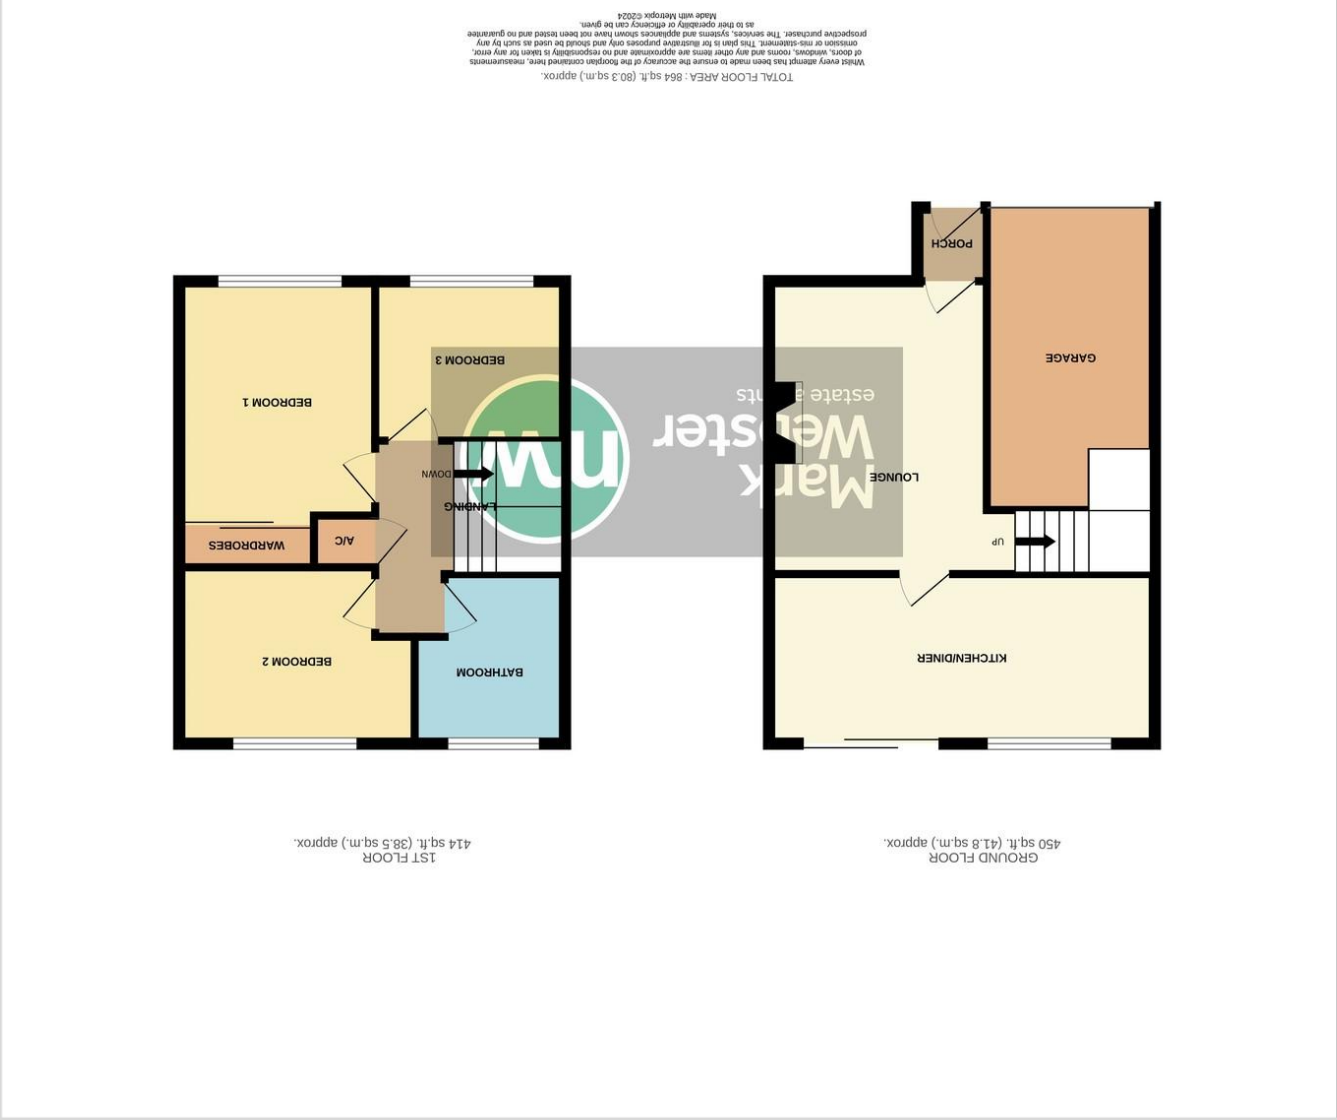 GROUND FLOOR
450 sq.ft. (41.8 sq.m.) approx.
1ST FLOOR
414 sq.ft. (38.5 sq.m.) approx.
KITCHEN/DINER
UP
LOUNGE
GARAGE
PORCH
BATHROOM
BEDROOM 2
WARDROBES
A/C
LANDING
DOWN
BEDROOM 1
BEDROOM 3
Mark
Webster
estate agents
mw
TOTAL FLOOR AREA : 864 sq.ft. (80.3 sq.m.) approx.
Whilst every attempt has been made to ensure the accuracy of the floorplan contained here, measurements
of doors, windows, rooms and any other items are approximate and no responsibility is taken for any error,
omission or mis-statement. This plan is for illustrative purposes only and should be used as such by any
prospective purchaser. The services, systems and appliances shown have not been tested and no guarantee
as to their operability or efficiency can be given.
Made with Metropix ©2024